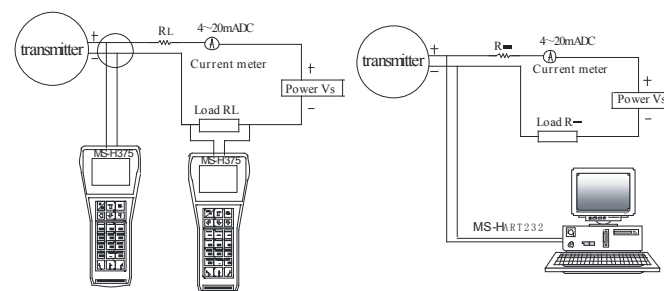 transmitter
+
−
RL
4~20mADC
A
Current meter
+
Power Vs
−
Load RL
MS-H375
MS-H375
transmitter
+
−
R
4~20mADC
A
Current meter
+
Power Vs
−
Load R
MS-HART232